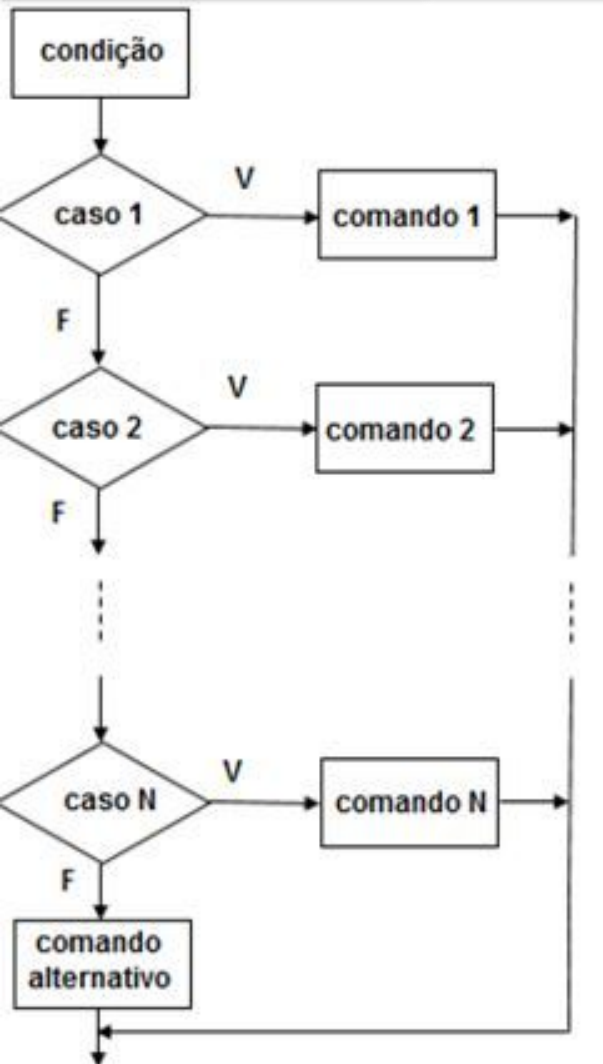 condição
caso 1
V
comando 1
F
caso 2
V
comando 2
F
caso N
V
comando N
F
comando
alternativo